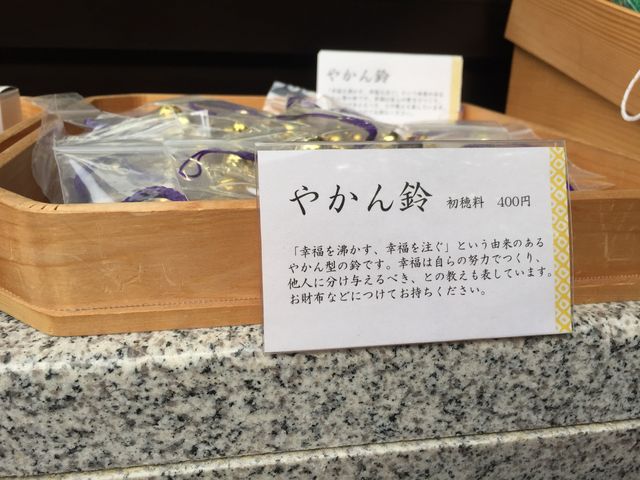 やかん鈴
やかん鈴 初穂料 400円
「幸福を沸かす、幸福を注ぐ」という由来のある
やかん型の鈴です。幸福は自らの努力でつくり、
他人に分け与えるべき、との教えも表しています。
お財布などにつけてお持ちください。